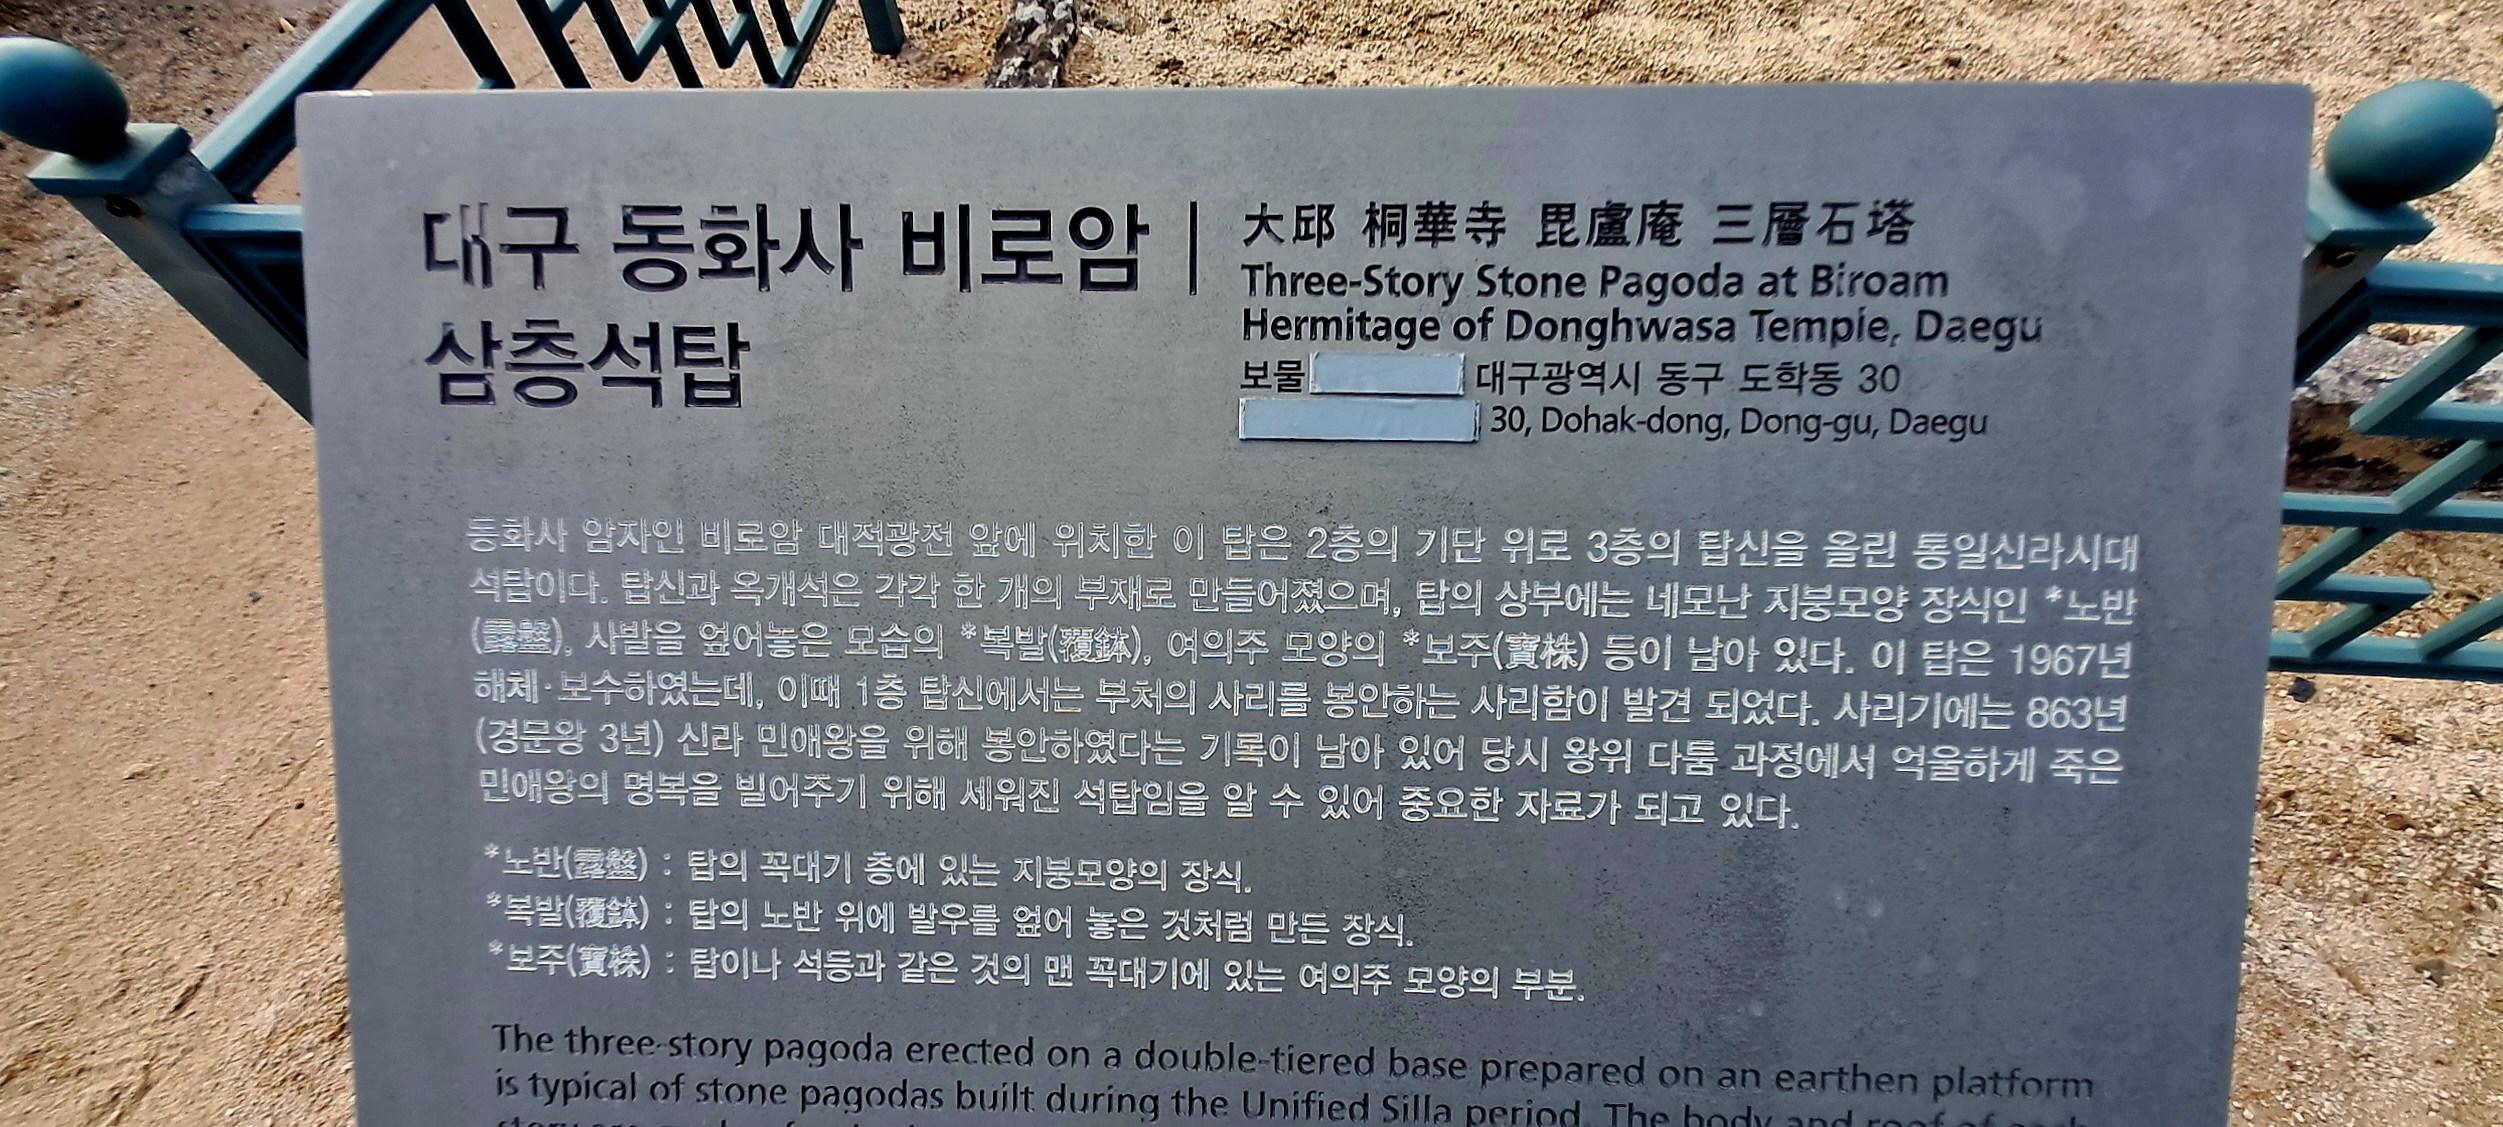 대구 동화사 비로암
삼층석탑
大邱 桐華寺 毘盧庵 三層石塔
Three-Story Stone Pagoda at Biroam
Hermitage of Donghwasa Temple, Daegu
보물 대구광역시 동구 도학동 30
30, Dohak-dong, Dong-gu, Daegu
동화사 암자인 비로암 대적광전 앞에 위치한 이 탑은 2층의 기단 위로 3층의 탑신을 올린 통일신라시대
석탑이다. 탑신과 옥개석은 각각 한 개의 부재로 만들어졌으며, 탑의 상부에는 네모난 지붕모양 장식인 *노반
(露盤), 사발을 엎어놓은 모습의 *복발(覆鉢), 여의주 모양의 *보주(寶株) 등이 남아 있다. 이 탑은 1967년
해체·보수하였는데, 이때 1층 탑신에서는 부처의 사리를 봉안하는 사리함이 발견 되었다. 사리기에는 863년
(경문왕 3년) 신라 민애왕을 위해 봉안하였다는 기록이 남아 있어 당시 왕위 다툼 과정에서 억울하게 죽은
민애왕의 명복을 빌어주기 위해 세워진 석탑임을 알 수 있어 중요한 자료가 되고 있다.
*노반(露盤) : 탑의 꼭대기 층에 있는 지붕모양의 장식.
*복발(覆鉢) : 탑의 노반 위에 발우를 엎어 놓은 것처럼 만든 장식.
*보주(寶株) : 탑이나 석등과 같은 것의 맨 꼭대기에 있는 여의주 모양의 부분.
The three-story pagoda erected on a double-tiered base prepared on an earthen platform
is typical of stone pagodas built during the Unified Silla period. The body and roof of each